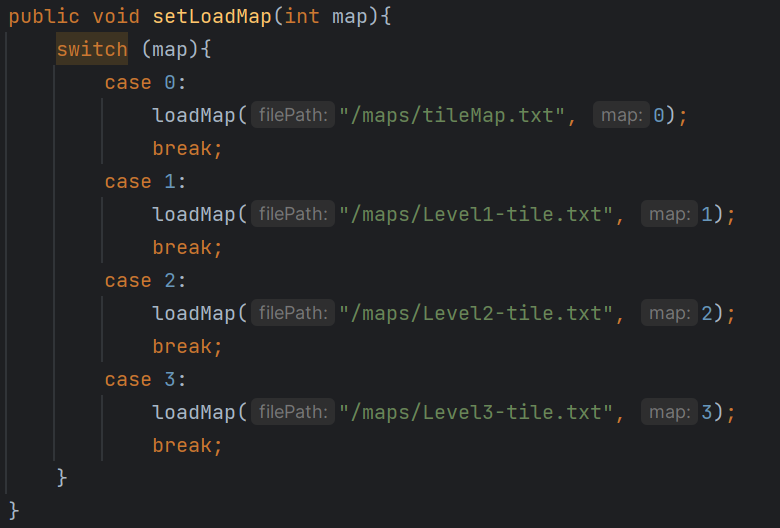 public void setLoadMap(int map){
switch (map){
case 0:
loadMap( filePath: "/maps/tileMap.txt", map: 0);
break;
case 1:
loadMap( filePath: "/maps/Level1-tile.txt", map: 1);
break;
case 2:
loadMap( filePath: "/maps/Level2-tile.txt", map: 2);
break;
case 3:
loadMap( filePath: "/maps/Level3-tile.txt", map: 3);
break;
}
}